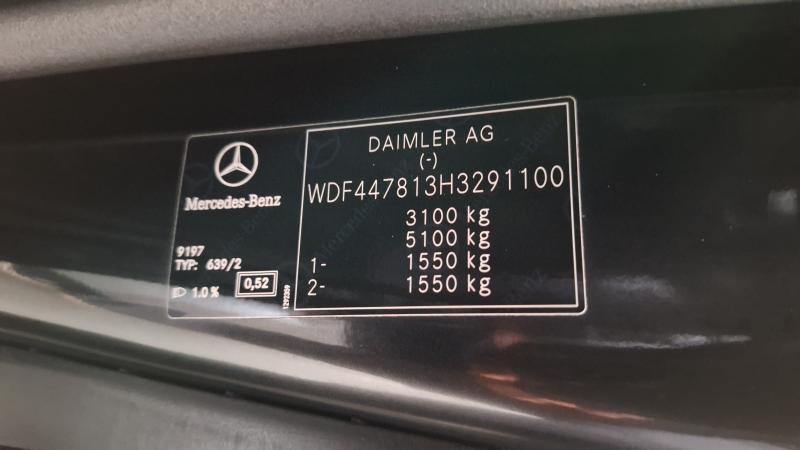 Mercedes-Benz
9197
TYP: 639/2
1.0 %
0,52
1292359
DAIMLER AG
(-)
WDF447813H3291100
3100 kg
5100 kg
1- 1550 kg
2- 1550 kg